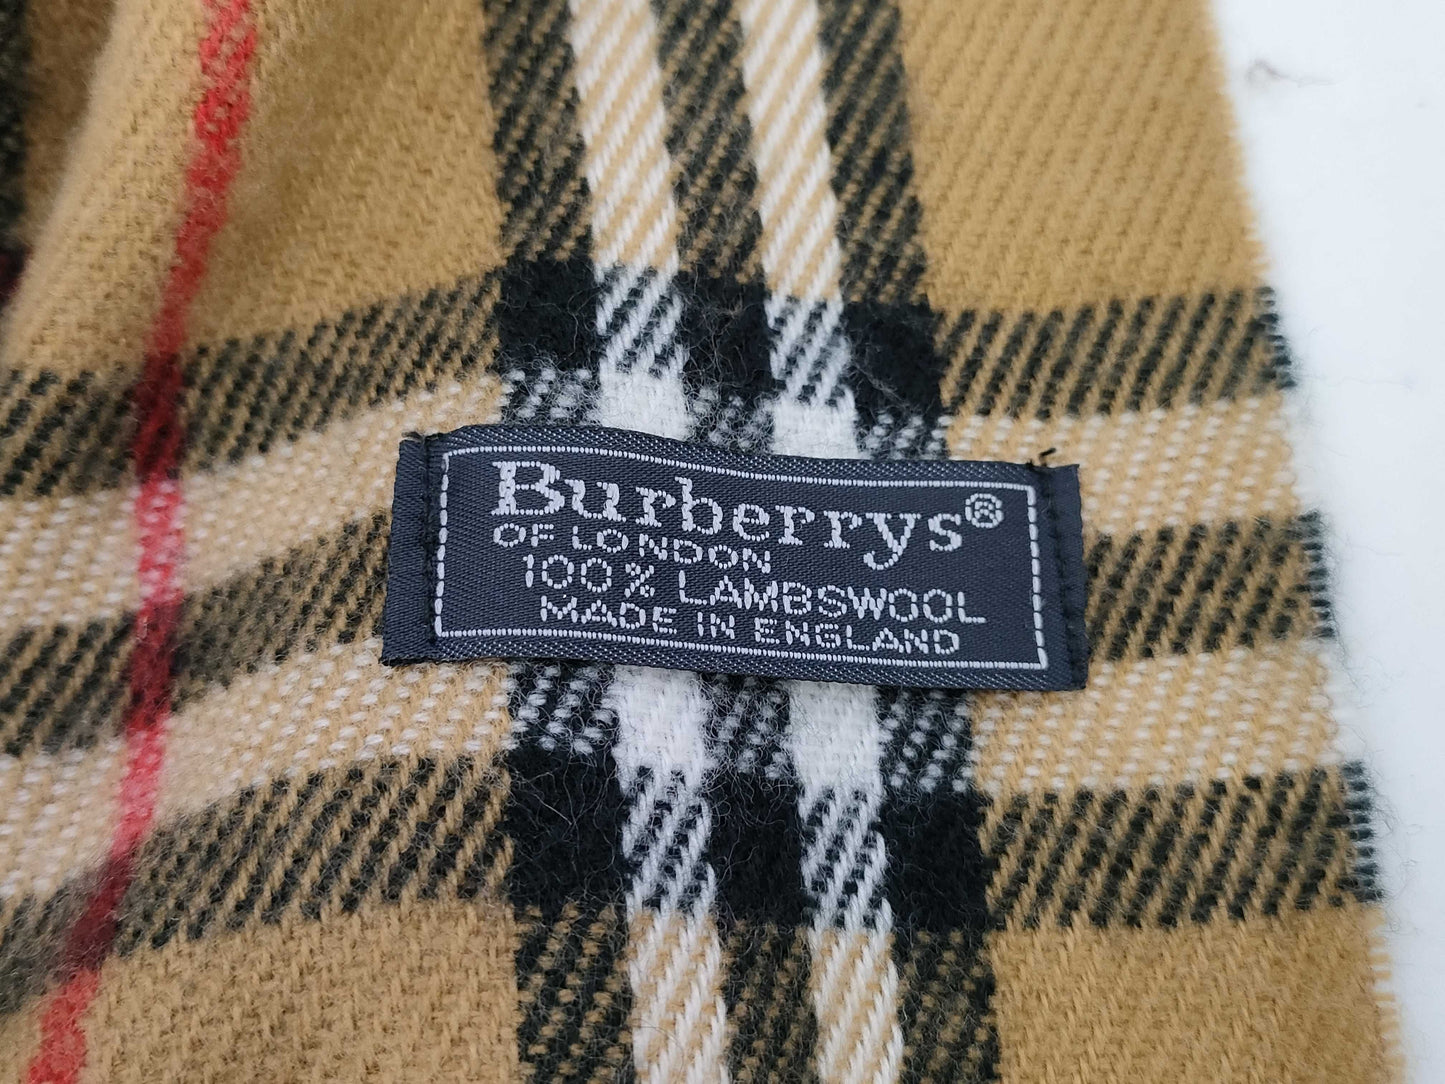 Burberrys®
OF LONDON
100% LAMBSWOOL
MADE IN ENGLAND